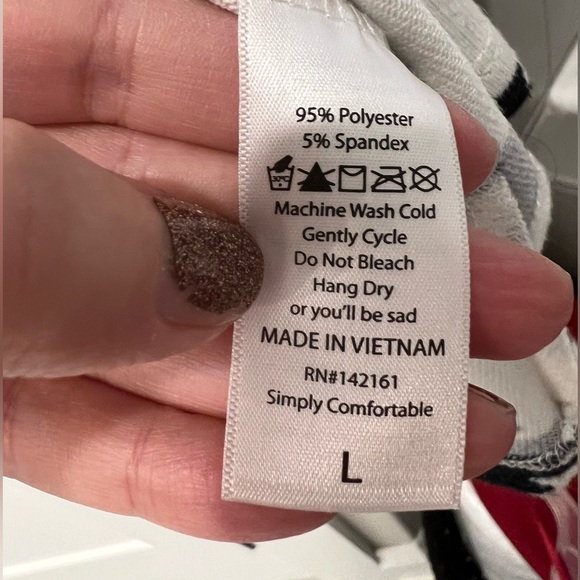 95% Polyester
5% Spandex
30°C
Machine Wash Cold
Gently Cycle
Do Not Bleach
Hang Dry
or you'll be sad
MADE IN VIETNAM
RN#142161
Simply Comfortable
L